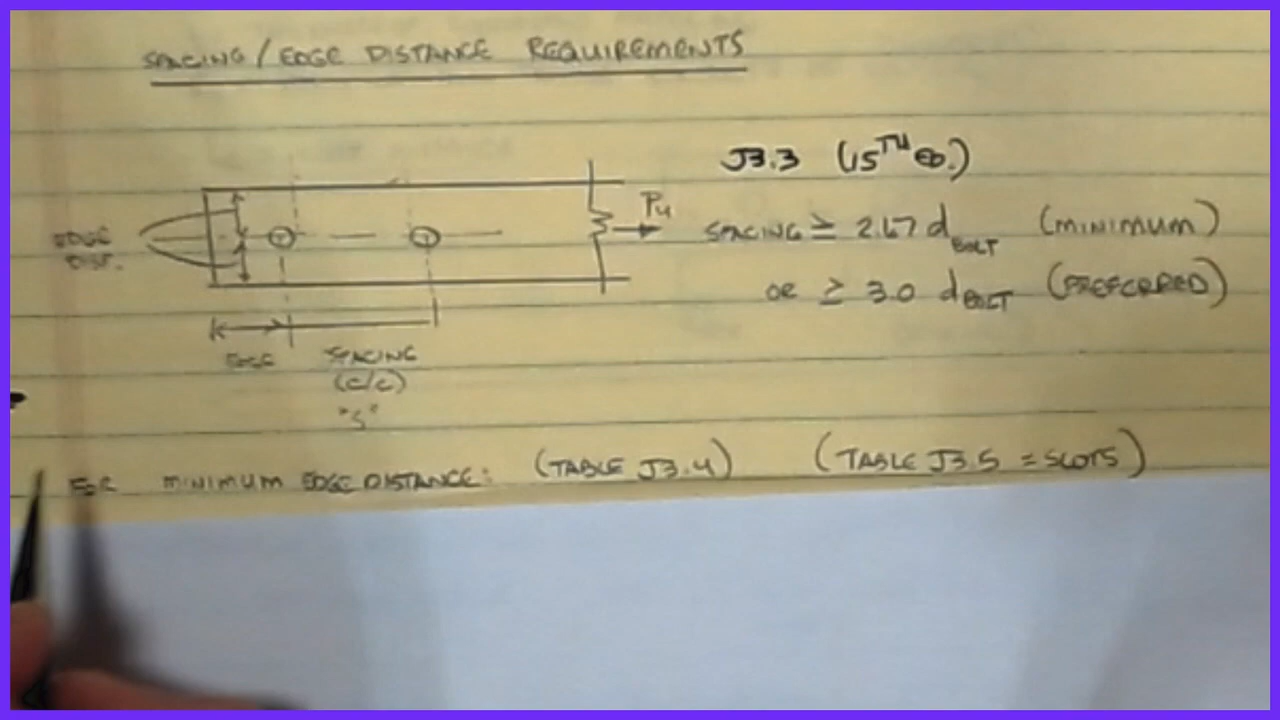 SPACING / EDGE DISTANCE REQUIREMENTS
J3.3 (15TH ED.)
Pu
SPACING ≥ 2.67 dBOLT (MINIMUM)
OR ≥ 3.0 dBOLT (PREFERRED)
EDGE
DIST.
EDGE SPACING
(C/C)
"S"
FOR MINIMUM EDGE DISTANCE: (TABLE J3.4) (TABLE J3.5 = SLOTS)